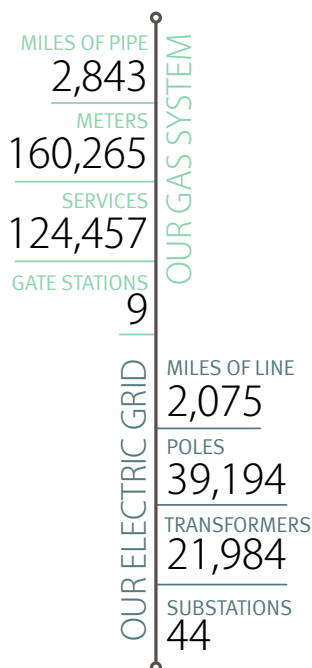 OUR GAS SYSTEM
MILES OF PIPE
2,843
METERS
160,265
SERVICES
124,457
GATE STATIONS
9
OUR ELECTRIC GRID
MILES OF LINE
2,075
POLES
39,194
TRANSFORMERS
21,984
SUBSTATIONS
44